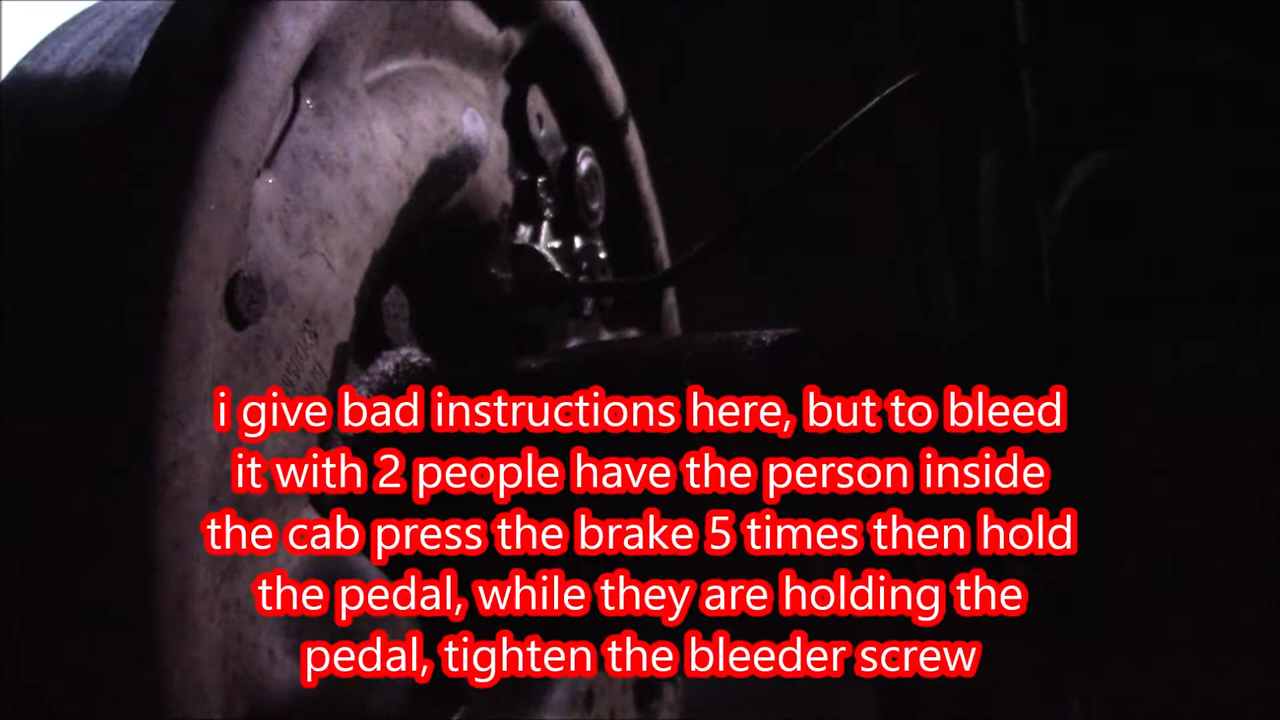 i give bad instructions here, but to bleed
it with 2 people have the person inside
the cab press the brake 5 times then hold
the pedal, while they are holding the
pedal, tighten the bleeder screw